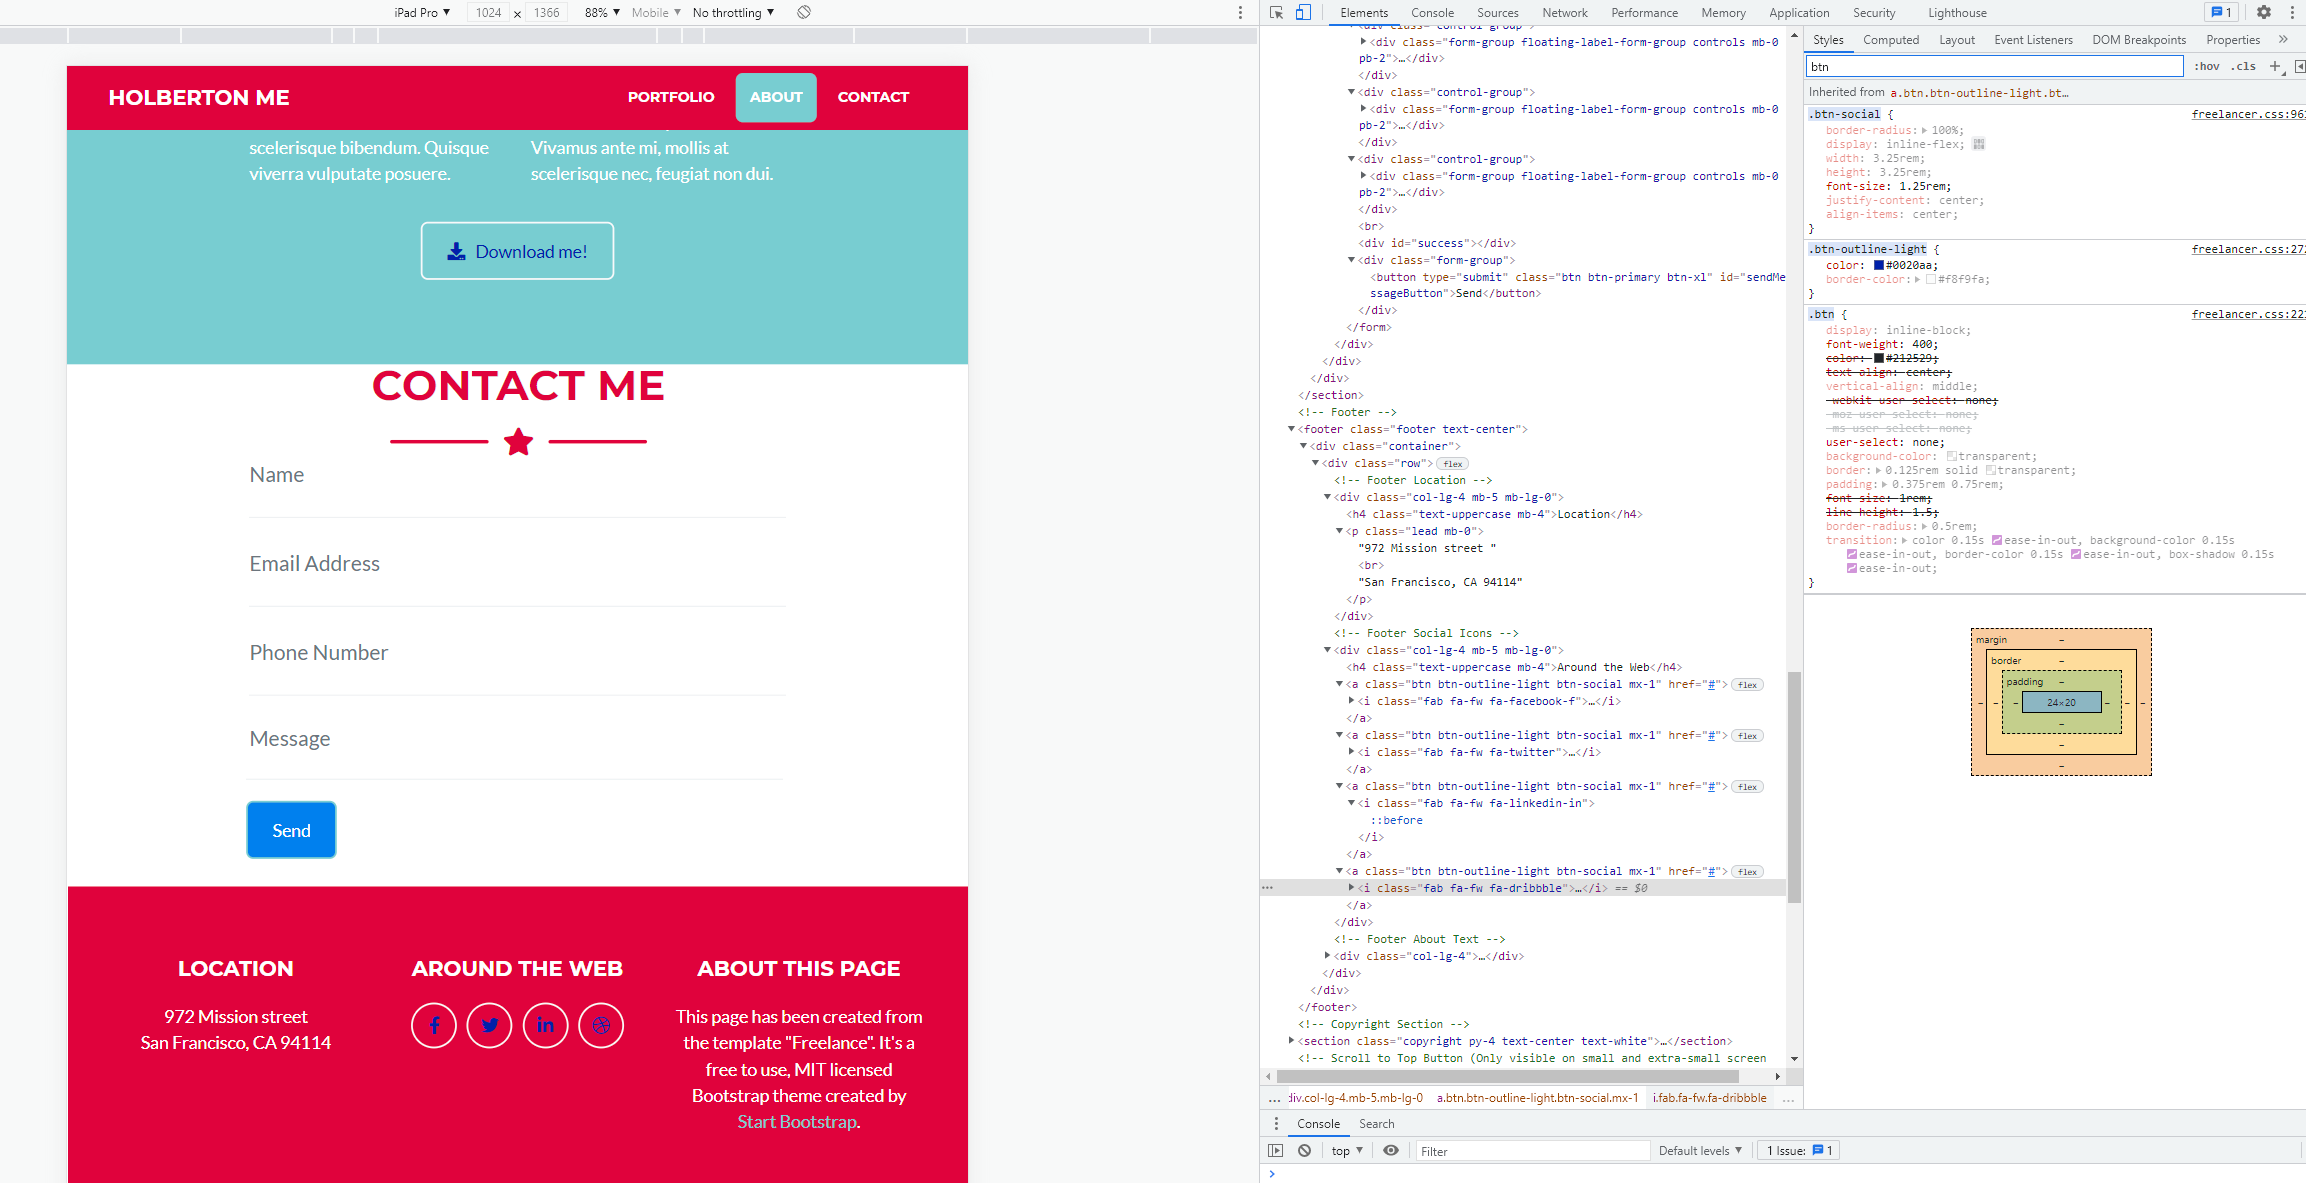 iPad Pro ▼ 1024 × 1366 88% ▼ Mobile ▼ No throttling ▼
HOLBERTON ME PORTFOLIO ABOUT CONTACT
scelerisque bibendum. Quisque
viverra vulputate posuere.
Vivamus ante mi, mollis at
scelerisque nec, feugiat non dui.
Download me!
CONTACT ME
Name
Email Address
Phone Number
Message
Send
LOCATION
972 Mission street
San Francisco, CA 94114
AROUND THE WEB
ABOUT THIS PAGE
This page has been created from
the template "Freelance". It's a
free to use, MIT licensed
Bootstrap theme created by
Start Bootstrap.
Elements Console Sources Network Performance Memory Application Security Lighthouse 1
<div class="control-group">
<div class="form-group floating-label-form-group controls mb-0
pb-2">…</div>
</div>
<div class="control-group">
<div class="form-group floating-label-form-group controls mb-0
pb-2">…</div>
</div>
<div class="control-group">
<div class="form-group floating-label-form-group controls mb-0
pb-2">…</div>
</div>
<br>
<div id="success"></div>
<div class="form-group">
<button type="submit" class="btn btn-primary btn-xl" id="sendMe
ssageButton">Send</button>
</div>
</form>
</div>
</div>
</div>
</section>
<!-- Footer -->
<footer class="footer text-center">
<div class="container">
<div class="row"> flex
<!-- Footer Location -->
<div class="col-lg-4 mb-5 mb-lg-0">
<h4 class="text-uppercase mb-4">Location</h4>
<p class="lead mb-0">
"972 Mission street "
<br>
"San Francisco, CA 94114"
</p>
</div>
<!-- Footer Social Icons -->
<div class="col-lg-4 mb-5 mb-lg-0">
<h4 class="text-uppercase mb-4">Around the Web</h4>
<a class="btn btn-outline-light btn-social mx-1" href="#"> flex
<i class="fab fa-fw fa-facebook-f">…</i>
</a>
<a class="btn btn-outline-light btn-social mx-1" href="#"> flex
<i class="fab fa-fw fa-twitter">…</i>
</a>
<a class="btn btn-outline-light btn-social mx-1" href="#"> flex
<i class="fab fa-fw fa-linkedin-in">
::before
</i>
</a>
<a class="btn btn-outline-light btn-social mx-1" href="#"> flex
<i class="fab fa-fw fa-dribbble">…</i> == $0
</a>
</div>
<!-- Footer About Text -->
<div class="col-lg-4">…</div>
</div>
</div>
</footer>
<!-- Copyright Section -->
<section class="copyright py-4 text-center text-white">…</section>
<!-- Scroll to Top Button (Only visible on small and extra-small screen
... div.col-lg-4.mb-5.mb-lg-0 a.btn.btn-outline-light.btn-social.mx-1 i.fab.fa-fw.fa-dribbble ...
Styles Computed Layout Event Listeners DOM Breakpoints Properties »
btn :hov .cls +
Inherited from a.btn.btn-outline-light.bt…
.btn-social { freelancer.css:961
border-radius: 100%;
display: inline-flex;
width: 3.25rem;
height: 3.25rem;
font-size: 1.25rem;
justify-content: center;
align-items: center;
}
.btn-outline-light { freelancer.css:272
color: #0020aa;
border-color: #f8f9fa;
}
.btn { freelancer.css:221
display: inline-block;
font-weight: 400;
color: #212529;
text-align: center;
vertical-align: middle;
-webkit-user-select: none;
-moz-user-select: none;
-ms-user-select: none;
user-select: none;
background-color: transparent;
border: 0.125rem solid transparent;
padding: 0.375rem 0.75rem;
font-size: 1rem;
line-height: 1.5;
border-radius: 0.5rem;
transition: color 0.15s ease-in-out, background-color 0.15s
ease-in-out, border-color 0.15s ease-in-out, box-shadow 0.15s
ease-in-out;
}
margin –
border –
padding –
– – – 24×20 – – –
–
–
–
Console Search
top ▼ Filter Default levels ▼ 1 Issue: 1